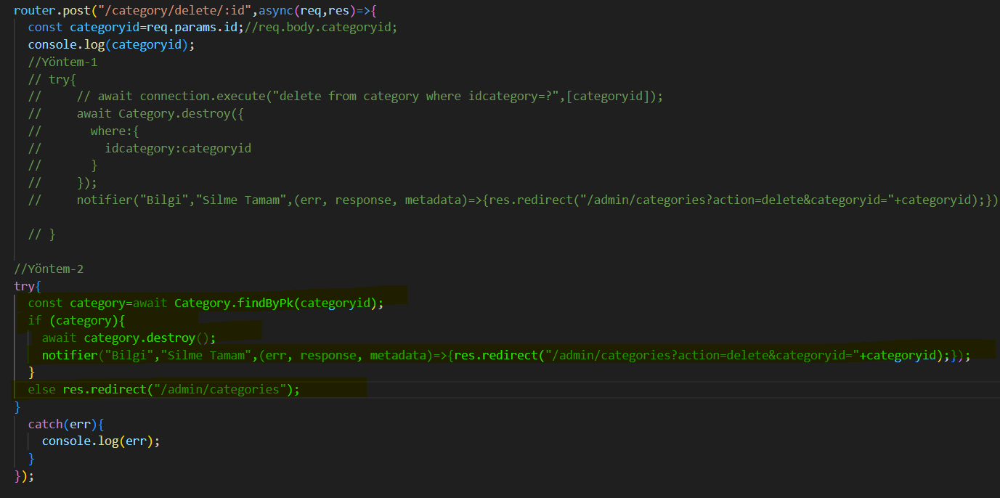 router.post("/category/delete/:id",async(req,res)=>{
const categoryid=req.params.id;//req.body.categoryid;
console.log(categoryid);
//Yöntem-1
// try{
//     // await connection.execute("delete from category where idcategory=?",[categoryid]);
//     await Category.destroy({
//       where:{
//         idcategory:categoryid
//       }
//     });
//     notifier("Bilgi","Silme Tamam",(err, response, metadata)=>{res.redirect("/admin/categories?action=delete&categoryid="+categoryid);})
// }
//Yöntem-2
try{
const category=await Category.findByPk(categoryid);
if (category){
await category.destroy();
notifier("Bilgi","Silme Tamam",(err, response, metadata)=>{res.redirect("/admin/categories?action=delete&categoryid="+categoryid);});
}
else res.redirect("/admin/categories");
}
catch(err){
console.log(err);
}
});